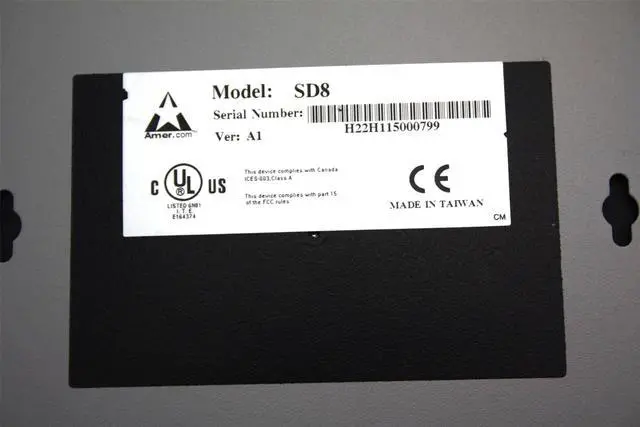 Model: SD8
Serial Number:
H22H115000799
Ver: A1
Amer.com
This device complies with Canada
ICES-003,Class A
This device complies with part 15
of the FCC rules
C UL US
LISTED 6N81
I.T.E
E164374
CE
MADE IN TAIWAN
CM